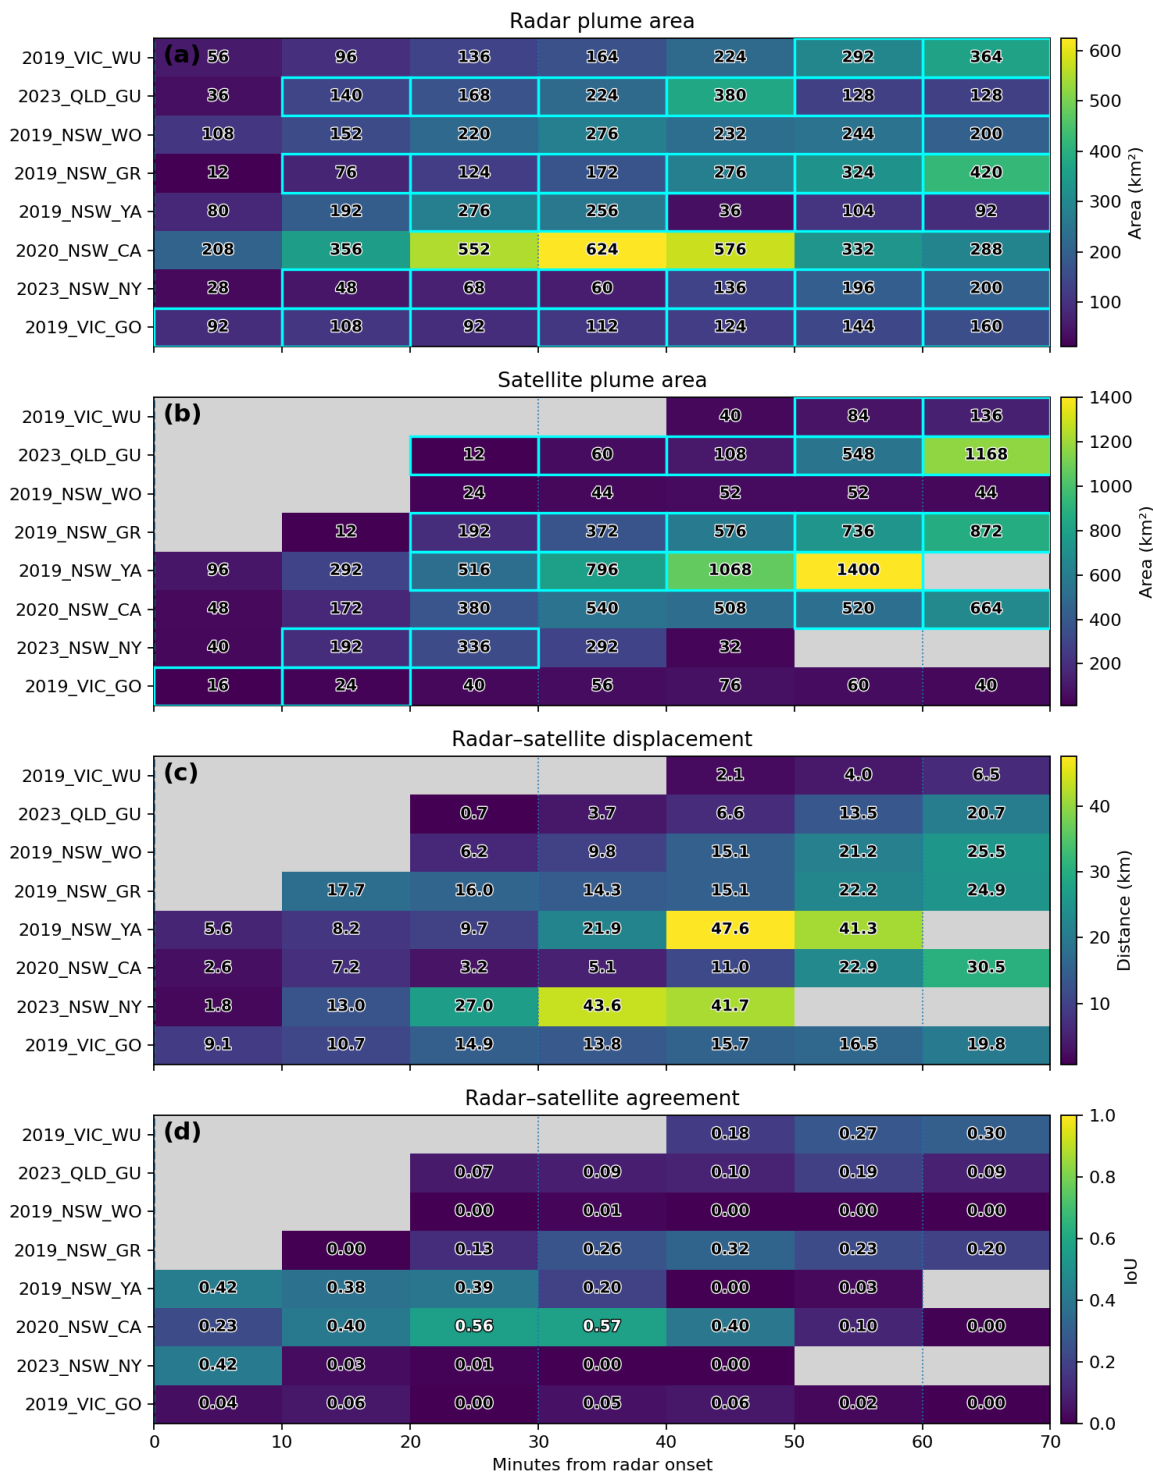 Radar plume area
(a)
2019_VIC_WU 56 96 136 164 224 292 364
2023_QLD_GU 36 140 168 224 380 128 128
2019_NSW_WO 108 152 220 276 232 244 200
2019_NSW_GR 12 76 124 172 276 324 420
2019_NSW_YA 80 192 276 256 36 104 92
2020_NSW_CA 208 356 552 624 576 332 288
2023_NSW_NY 28 48 68 60 136 196 200
2019_VIC_GO 92 108 92 112 124 144 160
600
500
400
300
200
100
Area (km²)
Satellite plume area
(b)
2019_VIC_WU 40 84 136
2023_QLD_GU 12 60 108 548 1168
2019_NSW_WO 24 44 52 52 44
2019_NSW_GR 12 192 372 576 736 872
2019_NSW_YA 96 292 516 796 1068 1400
2020_NSW_CA 48 172 380 540 508 520 664
2023_NSW_NY 40 192 336 292 32
2019_VIC_GO 16 24 40 56 76 60 40
1400
1200
1000
800
600
400
200
Area (km²)
Radar–satellite displacement
(c)
2019_VIC_WU 2.1 4.0 6.5
2023_QLD_GU 0.7 3.7 6.6 13.5 20.7
2019_NSW_WO 6.2 9.8 15.1 21.2 25.5
2019_NSW_GR 17.7 16.0 14.3 15.1 22.2 24.9
2019_NSW_YA 5.6 8.2 9.7 21.9 47.6 41.3
2020_NSW_CA 2.6 7.2 3.2 5.1 11.0 22.9 30.5
2023_NSW_NY 1.8 13.0 27.0 43.6 41.7
2019_VIC_GO 9.1 10.7 14.9 13.8 15.7 16.5 19.8
40
30
20
10
Distance (km)
Radar–satellite agreement
(d)
2019_VIC_WU 0.18 0.27 0.30
2023_QLD_GU 0.07 0.09 0.10 0.19 0.09
2019_NSW_WO 0.00 0.01 0.00 0.00 0.00
2019_NSW_GR 0.00 0.13 0.26 0.32 0.23 0.20
2019_NSW_YA 0.42 0.38 0.39 0.20 0.00 0.03
2020_NSW_CA 0.23 0.40 0.56 0.57 0.40 0.10 0.00
2023_NSW_NY 0.42 0.03 0.01 0.00 0.00
2019_VIC_GO 0.04 0.06 0.00 0.05 0.06 0.02 0.00
1.0
0.8
0.6
0.4
0.2
0.0
IoU
0 10 20 30 40 50 60 70
Minutes from radar onset